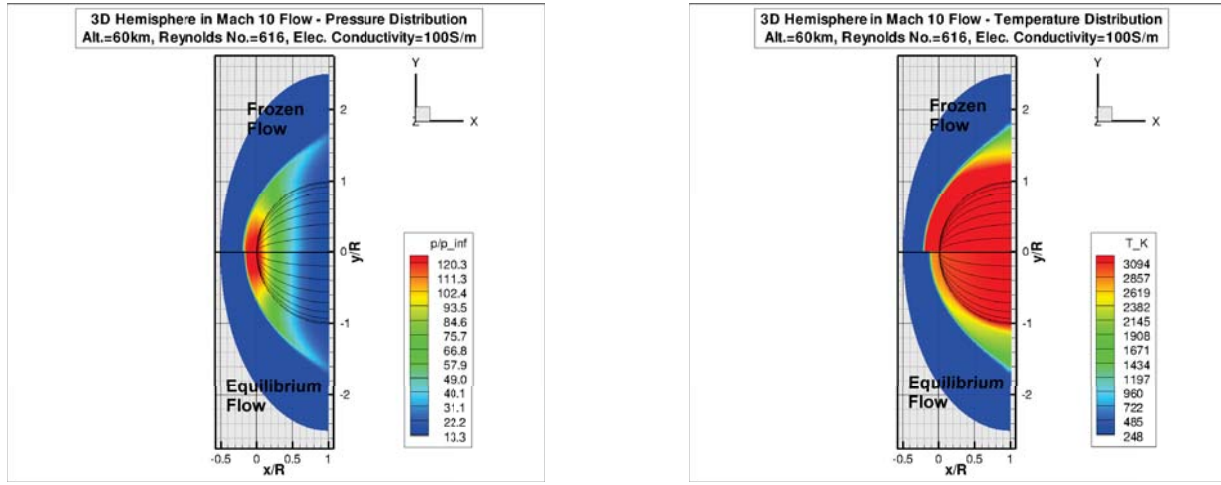 3D Hemisphere in Mach 10 Flow - Pressure Distribution
Alt.=60km, Reynolds No.=616, Elec. Conductivity=100S/m
Y
Z
X
Frozen
Flow
2
1
0
-1
-2
y/R
Equilibrium
Flow
-0.5 0 0.5 1
x/R
p/p_inf
120.3
111.3
102.4
93.5
84.6
75.7
66.8
57.9
49.0
40.1
31.1
22.2
13.3
3D Hemisphere in Mach 10 Flow - Temperature Distribution
Alt.=60km, Reynolds No.=616, Elec. Conductivity=100S/m
Y
Z
X
Frozen
Flow
2
1
0
-1
-2
y/R
Equilibrium
Flow
-0.5 0 0.5 1
x/R
T_K
3094
2857
2619
2382
2145
1908
1671
1434
1197
960
722
485
248